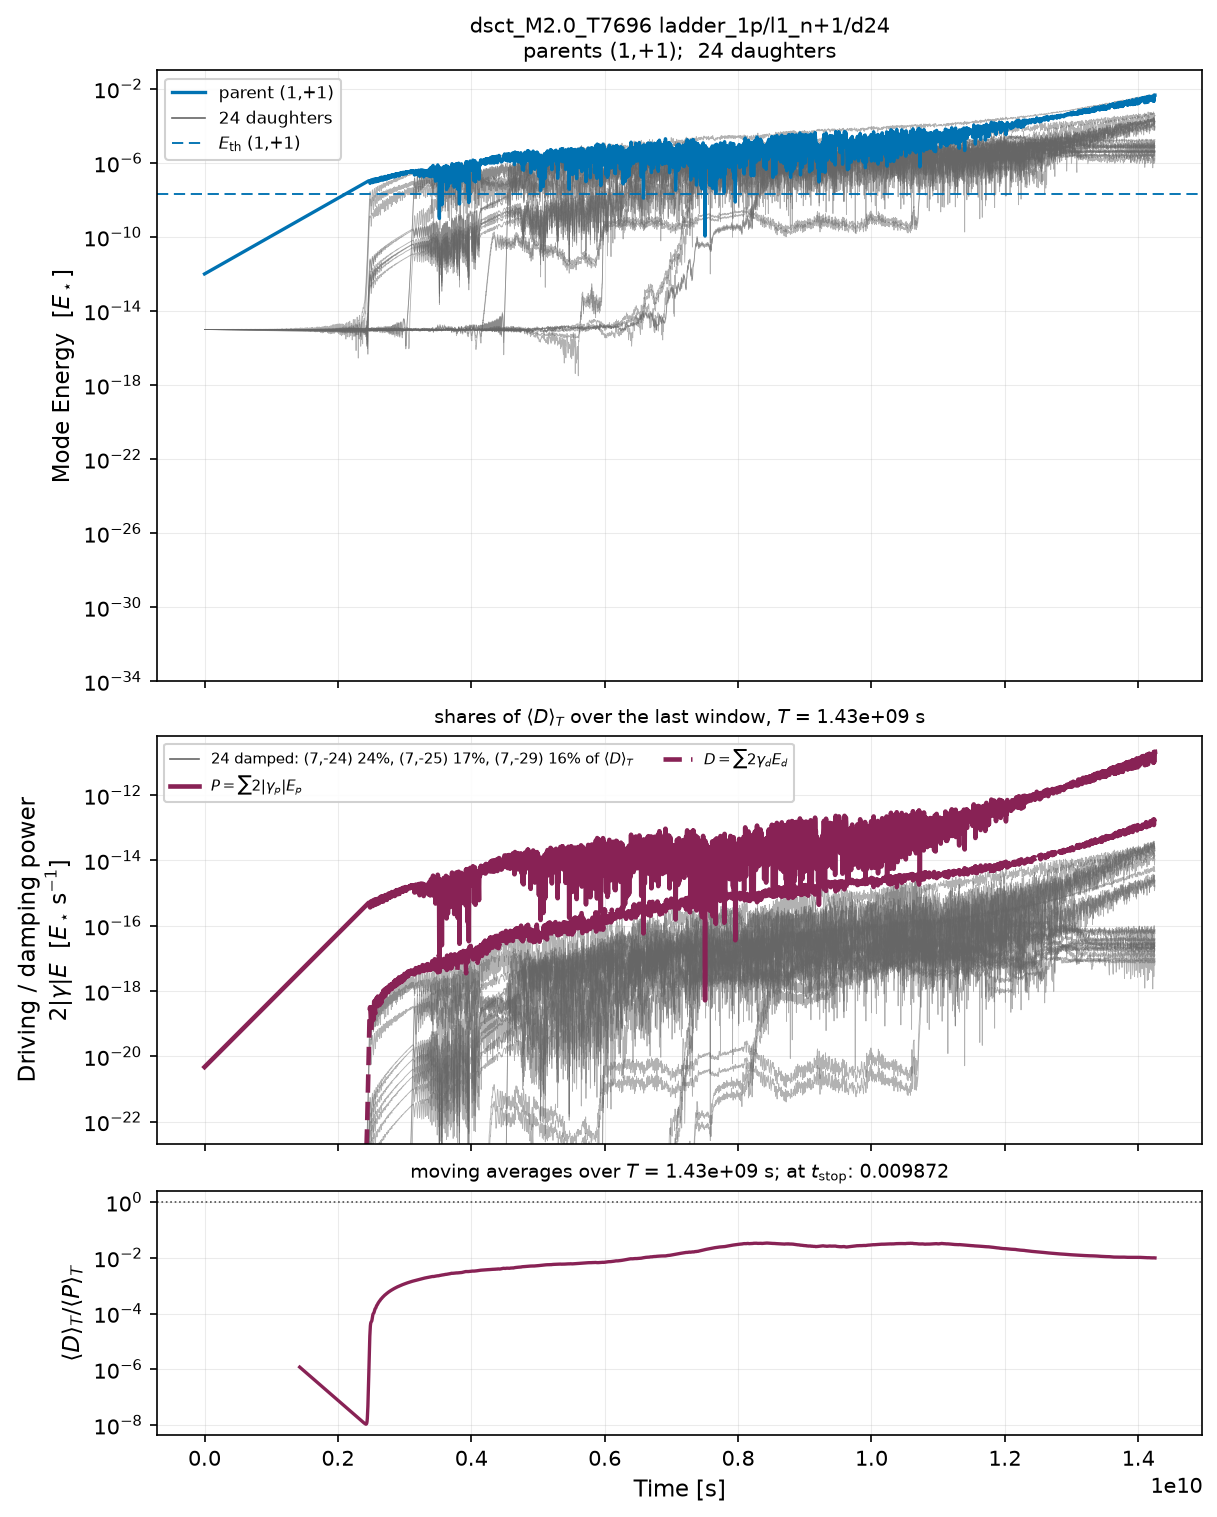 dsct_M2.0_T7696 ladder_1p/l1_n+1/d24
parents (1,+1);  24 daughters
parent (1,+1)
24 daughters
E_th (1,+1)
Mode Energy  [E⋆]
10^−2
10^−6
10^−10
10^−14
10^−18
10^−22
10^−26
10^−30
10^−34
shares of ⟨D⟩_T over the last window, T = 1.43e+09 s
24 damped: (7,-24) 24%, (7,-25) 17%, (7,-29) 16% of ⟨D⟩_T
P = ∑2|γ_p|E_p
D = ∑2γ_dE_d
Driving / damping power
2|γ|E  [E⋆ s^−1]
10^−12
10^−14
10^−16
10^−18
10^−20
10^−22
moving averages over T = 1.43e+09 s; at t_stop: 0.009872
⟨D⟩_T/⟨P⟩_T
10^0
10^−2
10^−4
10^−6
10^−8
0.0 0.2 0.4 0.6 0.8 1.0 1.2 1.4
Time [s]
1e10